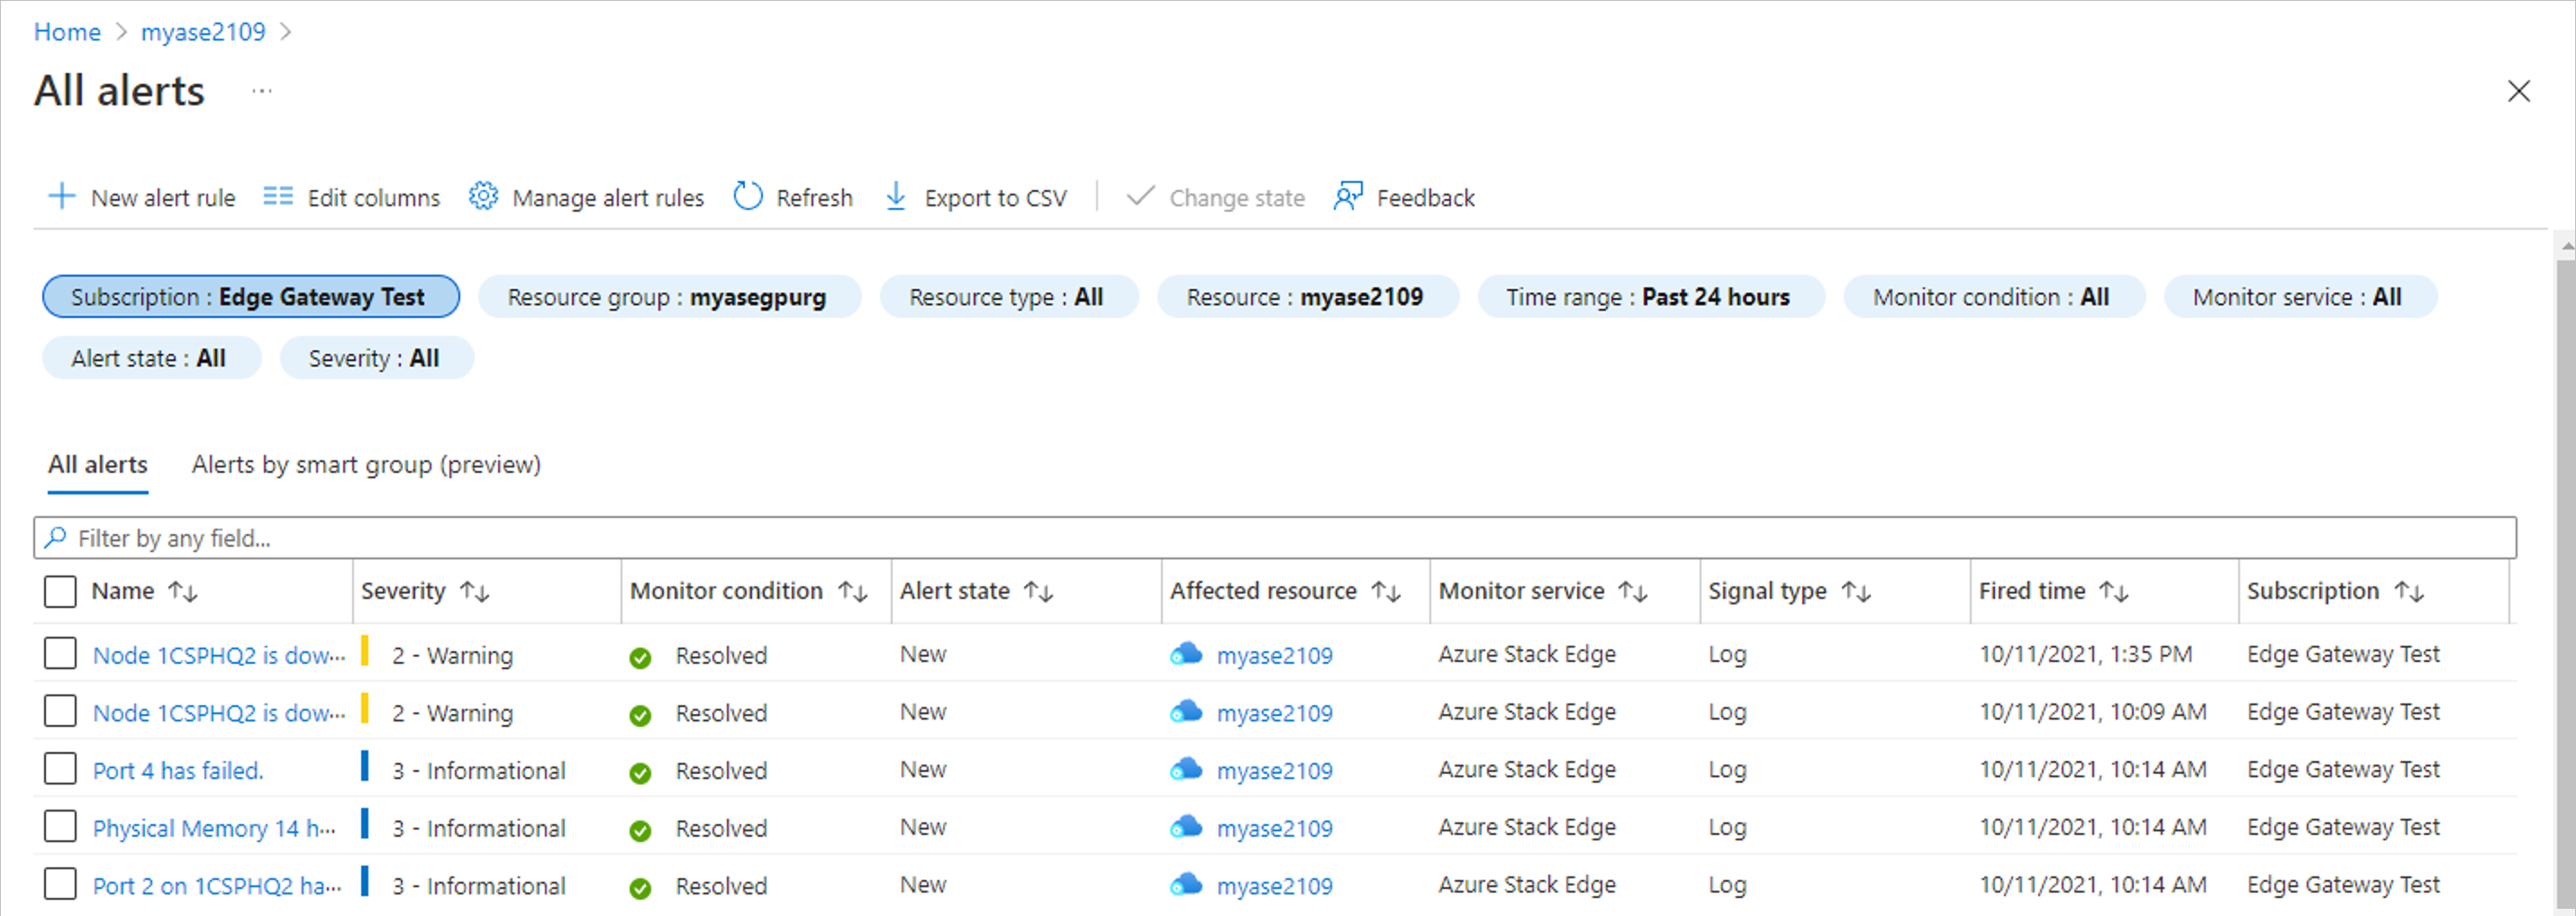 Home > myase2109 >
All alerts ...
New alert rule Edit columns Manage alert rules Refresh Export to CSV Change state Feedback
Subscription : Edge Gateway Test Resource group : myasegpurg Resource type : All Resource : myase2109 Time range : Past 24 hours Monitor condition : All Monitor service : All
Alert state : All Severity : All
All alerts Alerts by smart group (preview)
Filter by any field...
Name Severity Monitor condition Alert state Affected resource Monitor service Signal type Fired time Subscription
Node 1CSPHQ2 is dow... 2 - Warning Resolved New myase2109 Azure Stack Edge Log 10/11/2021, 1:35 PM Edge Gateway Test
Node 1CSPHQ2 is dow... 2 - Warning Resolved New myase2109 Azure Stack Edge Log 10/11/2021, 10:09 AM Edge Gateway Test
Port 4 has failed. 3 - Informational Resolved New myase2109 Azure Stack Edge Log 10/11/2021, 10:14 AM Edge Gateway Test
Physical Memory 14 h... 3 - Informational Resolved New myase2109 Azure Stack Edge Log 10/11/2021, 10:14 AM Edge Gateway Test
Port 2 on 1CSPHQ2 ha... 3 - Informational Resolved New myase2109 Azure Stack Edge Log 10/11/2021, 10:14 AM Edge Gateway Test